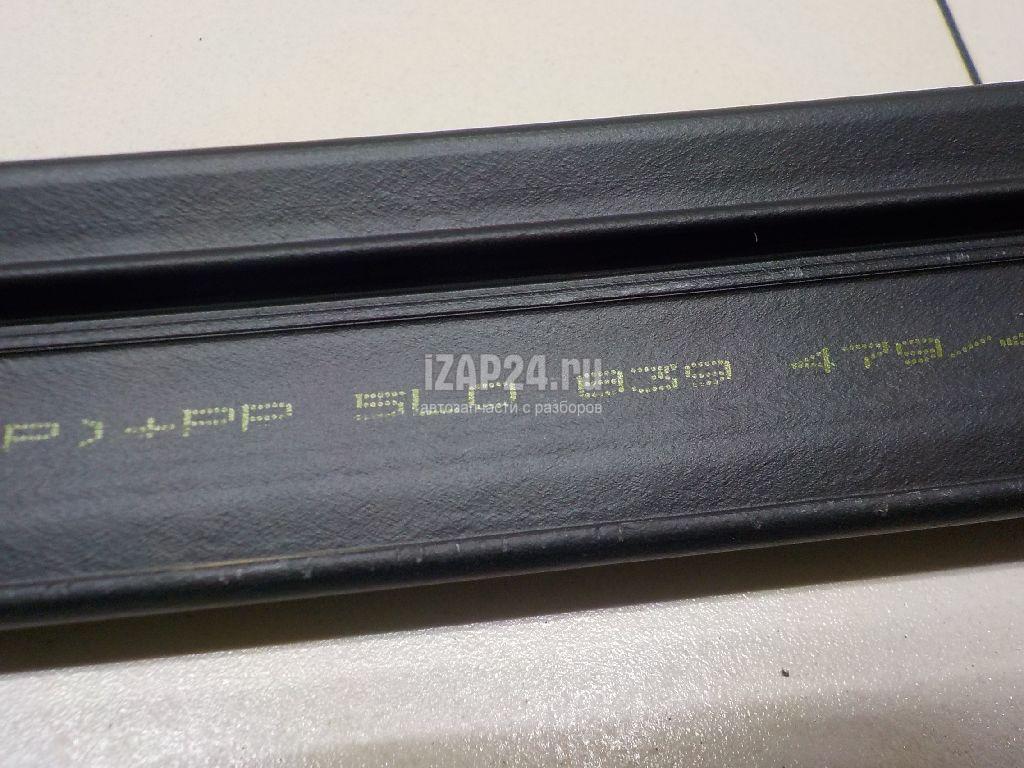 P)+PP 5L0 839 479/
iZAP24.ru
автозапчасти с разборов